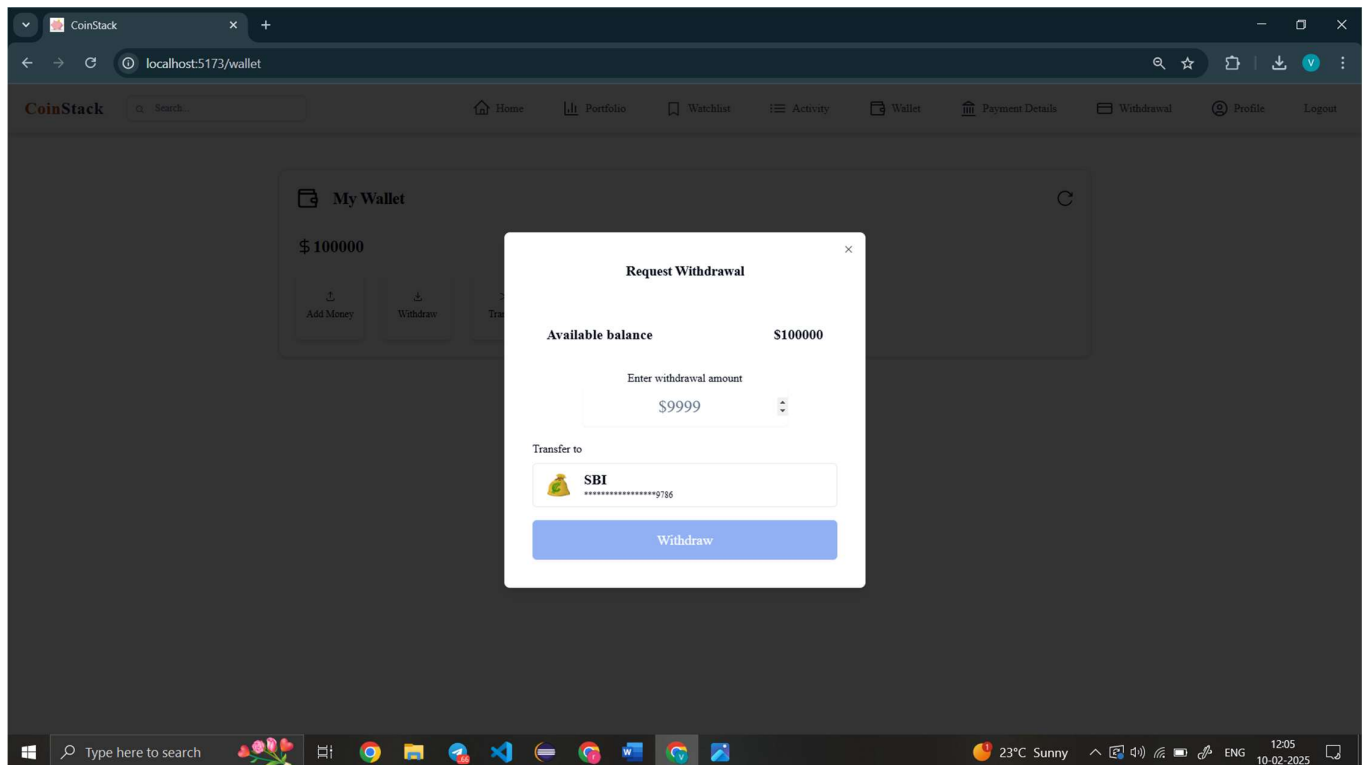 CoinStack
localhost:5173/wallet
V
CoinStack Search... Home Portfolio Watchlist Activity Wallet Payment Details Withdrawal Profile Logout
My Wallet
$ 100000
Add Money Withdraw Tra
Request Withdrawal
Available balance $100000
Enter withdrawal amount
$9999
Transfer to
SBI
*****************9786
Withdraw
Type here to search 23°C Sunny ENG 12:05
10-02-2025